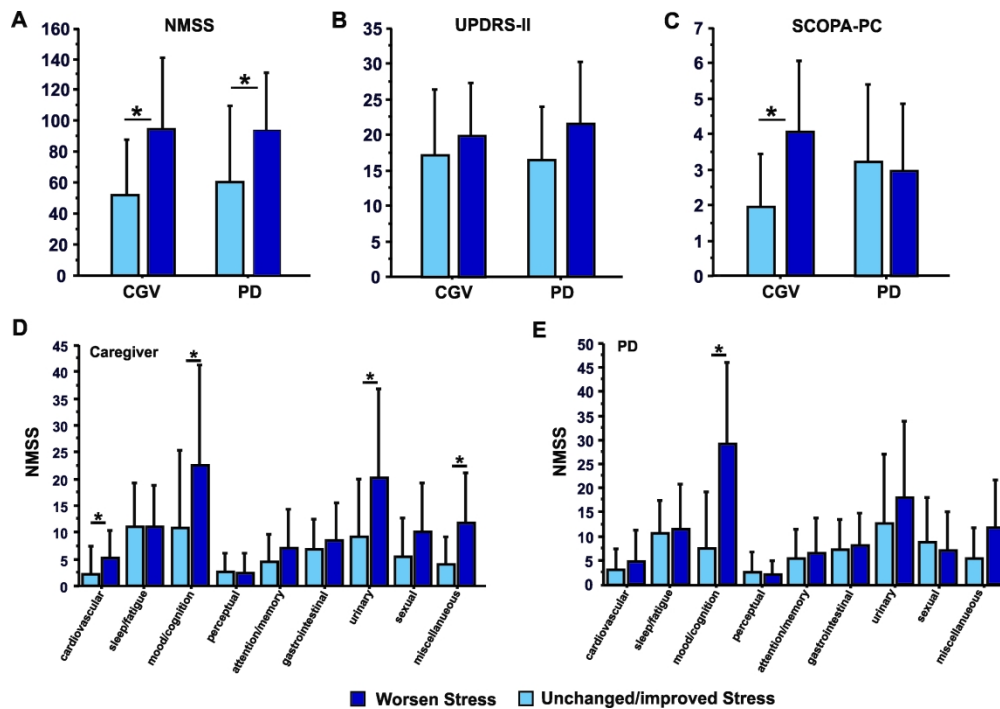 A
NMSS
160
140
120
100
80
60
40
20
0
*
*
CGV
PD
B
UPDRS-II
35
30
25
20
15
10
5
0
CGV
PD
C
SCOPA-PC
7
6
5
4
3
2
1
0
*
CGV
PD
D
Caregiver
NMSS
45
40
35
30
25
20
15
10
5
0
*
*
*
*
cardiovascular
sleep/fatigue
mood/cognition
perceptual
attention/memory
gastrointestinal
urinary
sexual
miscellanueous
E
PD
NMSS
50
45
40
35
30
25
20
15
10
5
0
*
cardiovascular
sleep/fatigue
mood/cognition
perceptual
attention/memory
gastrointestinal
urinary
sexual
miscellanueous
Worsen Stress
Unchanged/improved Stress